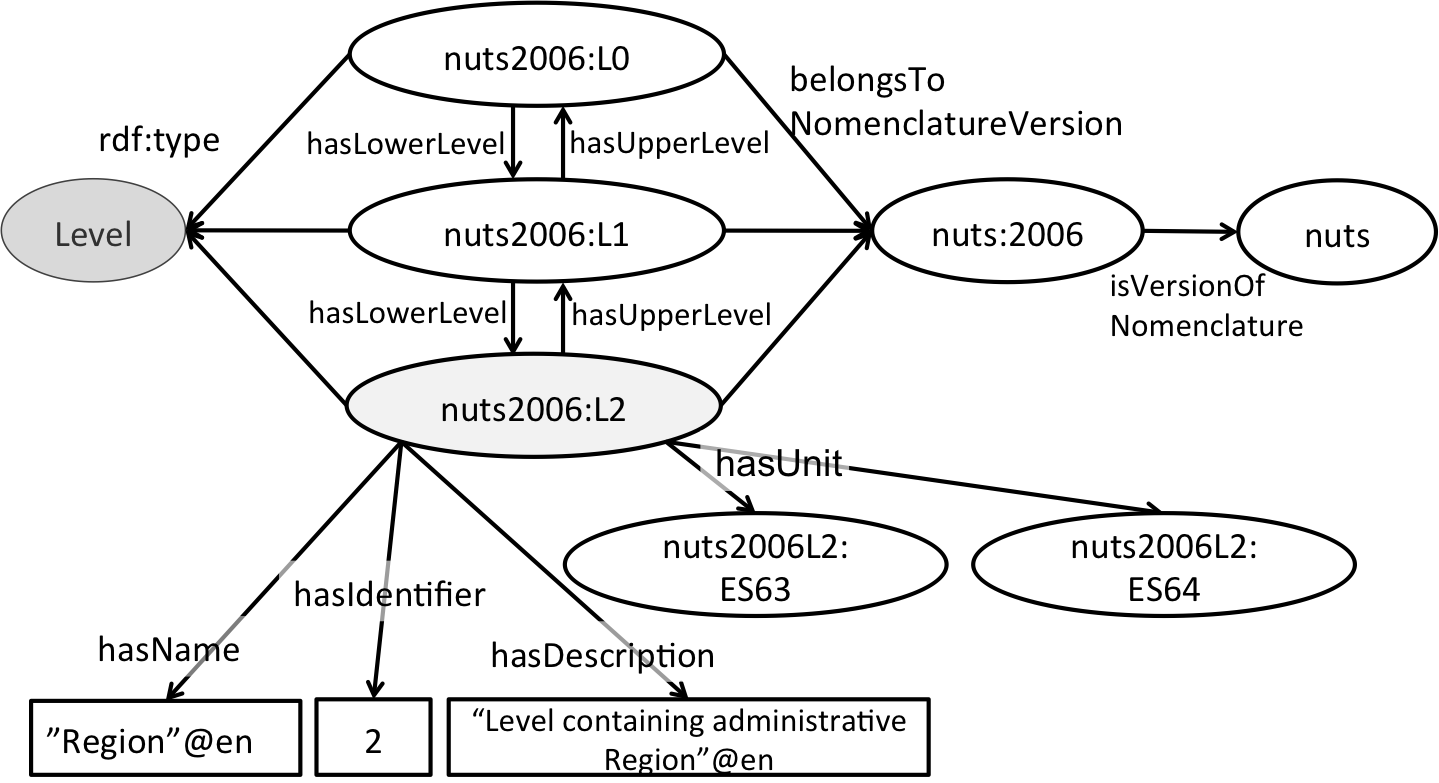 nuts2006:L0
belongsTo
NomenclatureVersion
rdf:type
hasLowerLevel
hasUpperLevel
Level
nuts2006:L1
nuts:2006
nuts
isVersionOf
Nomenclature
hasLowerLevel
hasUpperLevel
nuts2006:L2
hasUnit
nuts2006L2:
ES63
nuts2006L2:
ES64
hasIdentifier
hasName
hasDescription
”Region”@en
2
“Level containing administrative
Region”@en